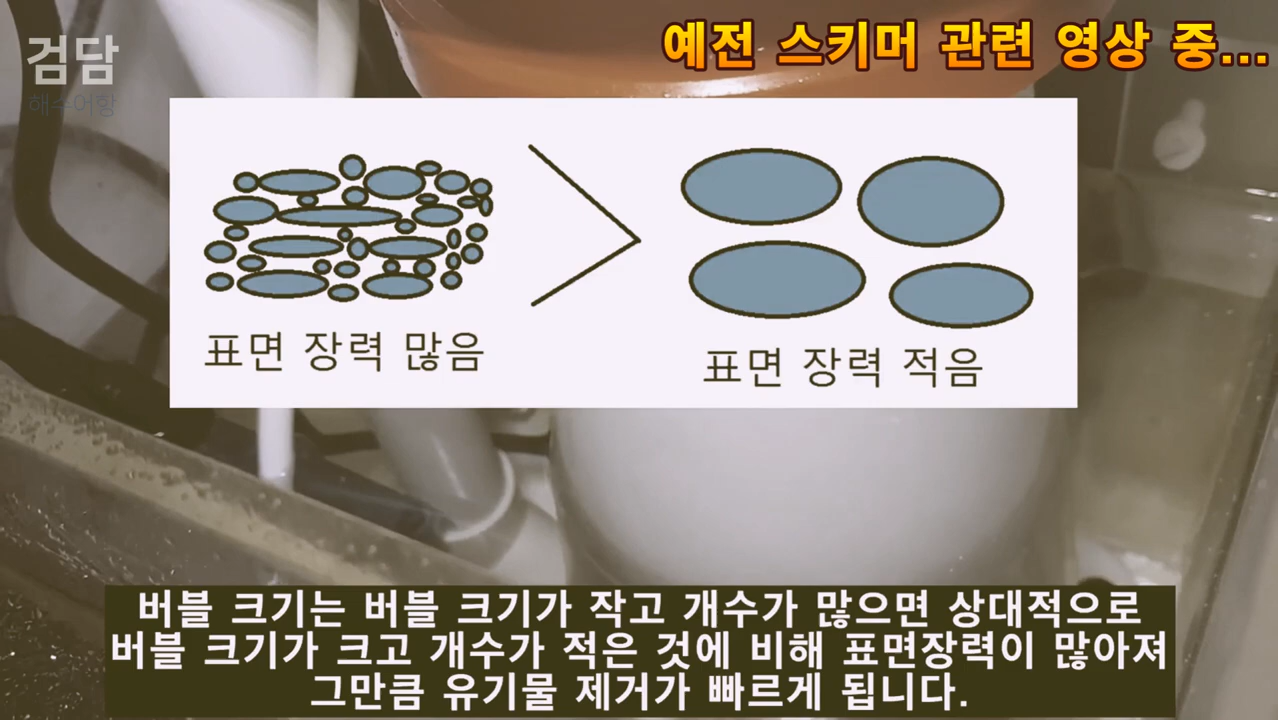 검담
해수어항
예전 스키머 관련 영상 중...
표면 장력 많음
표면 장력 적음
버블 크기는 버블 크기가 작고 개수가 많으면 상대적으로
버블 크기가 크고 개수가 적은 것에 비해 표면장력이 많아져
그만큼 유기물 제거가 빠르게 됩니다.